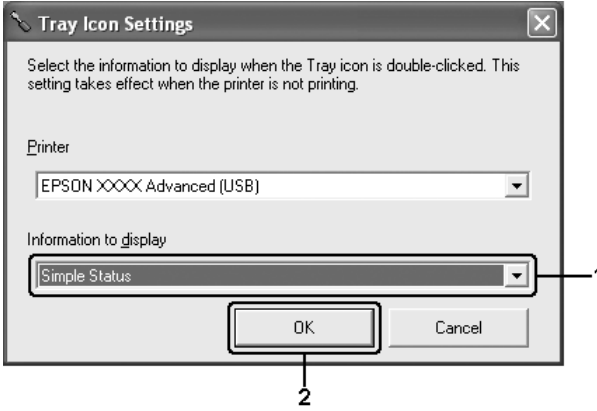 Tray Icon Settings
Select the information to display when the Tray icon is double-clicked. This
setting takes effect when the printer is not printing.
Printer
EPSON XXXX Advanced (USB)
Information to display
Simple Status
1
OK
Cancel
2